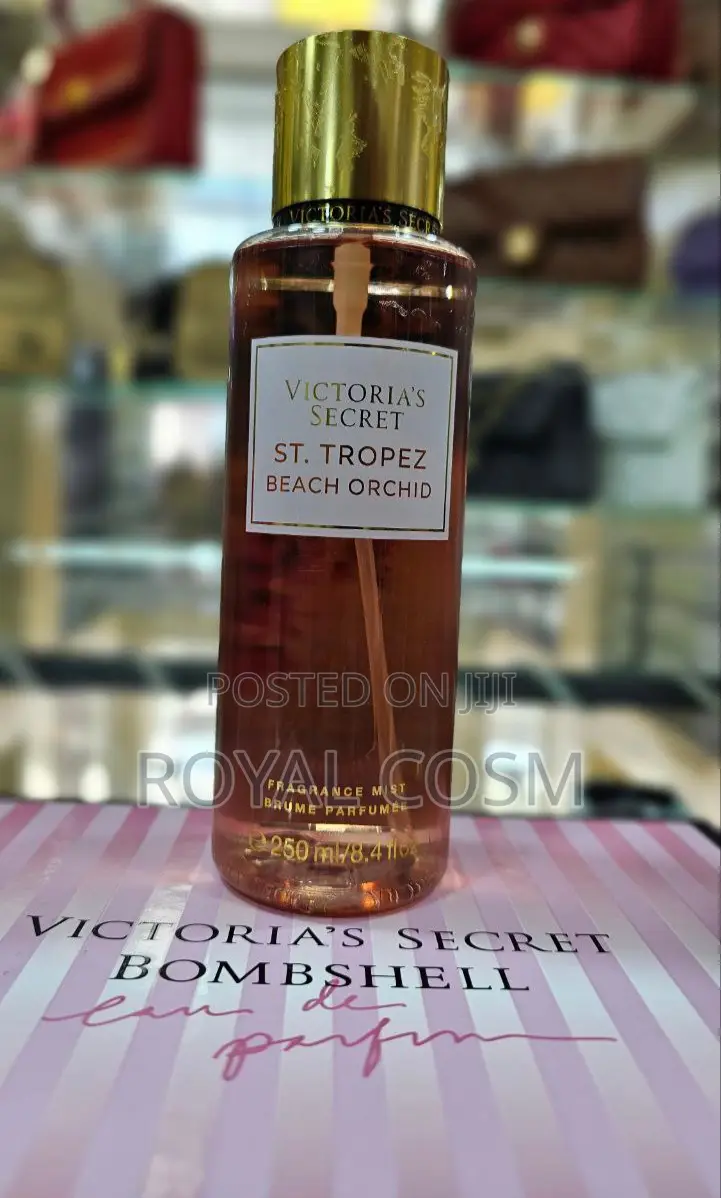 VICTORIA'S SECRET
VICTORIA'S
SECRET
ST. TROPEZ
BEACH ORCHID
POSTED ON JIJI
ROYAL COSM
FRAGRANCE MIST
BRUME PARFUMÉE
℮ 250 ml/8.4 fl oz
VICTORIA'S SECRET
BOMBSHELL
eau de
parfum